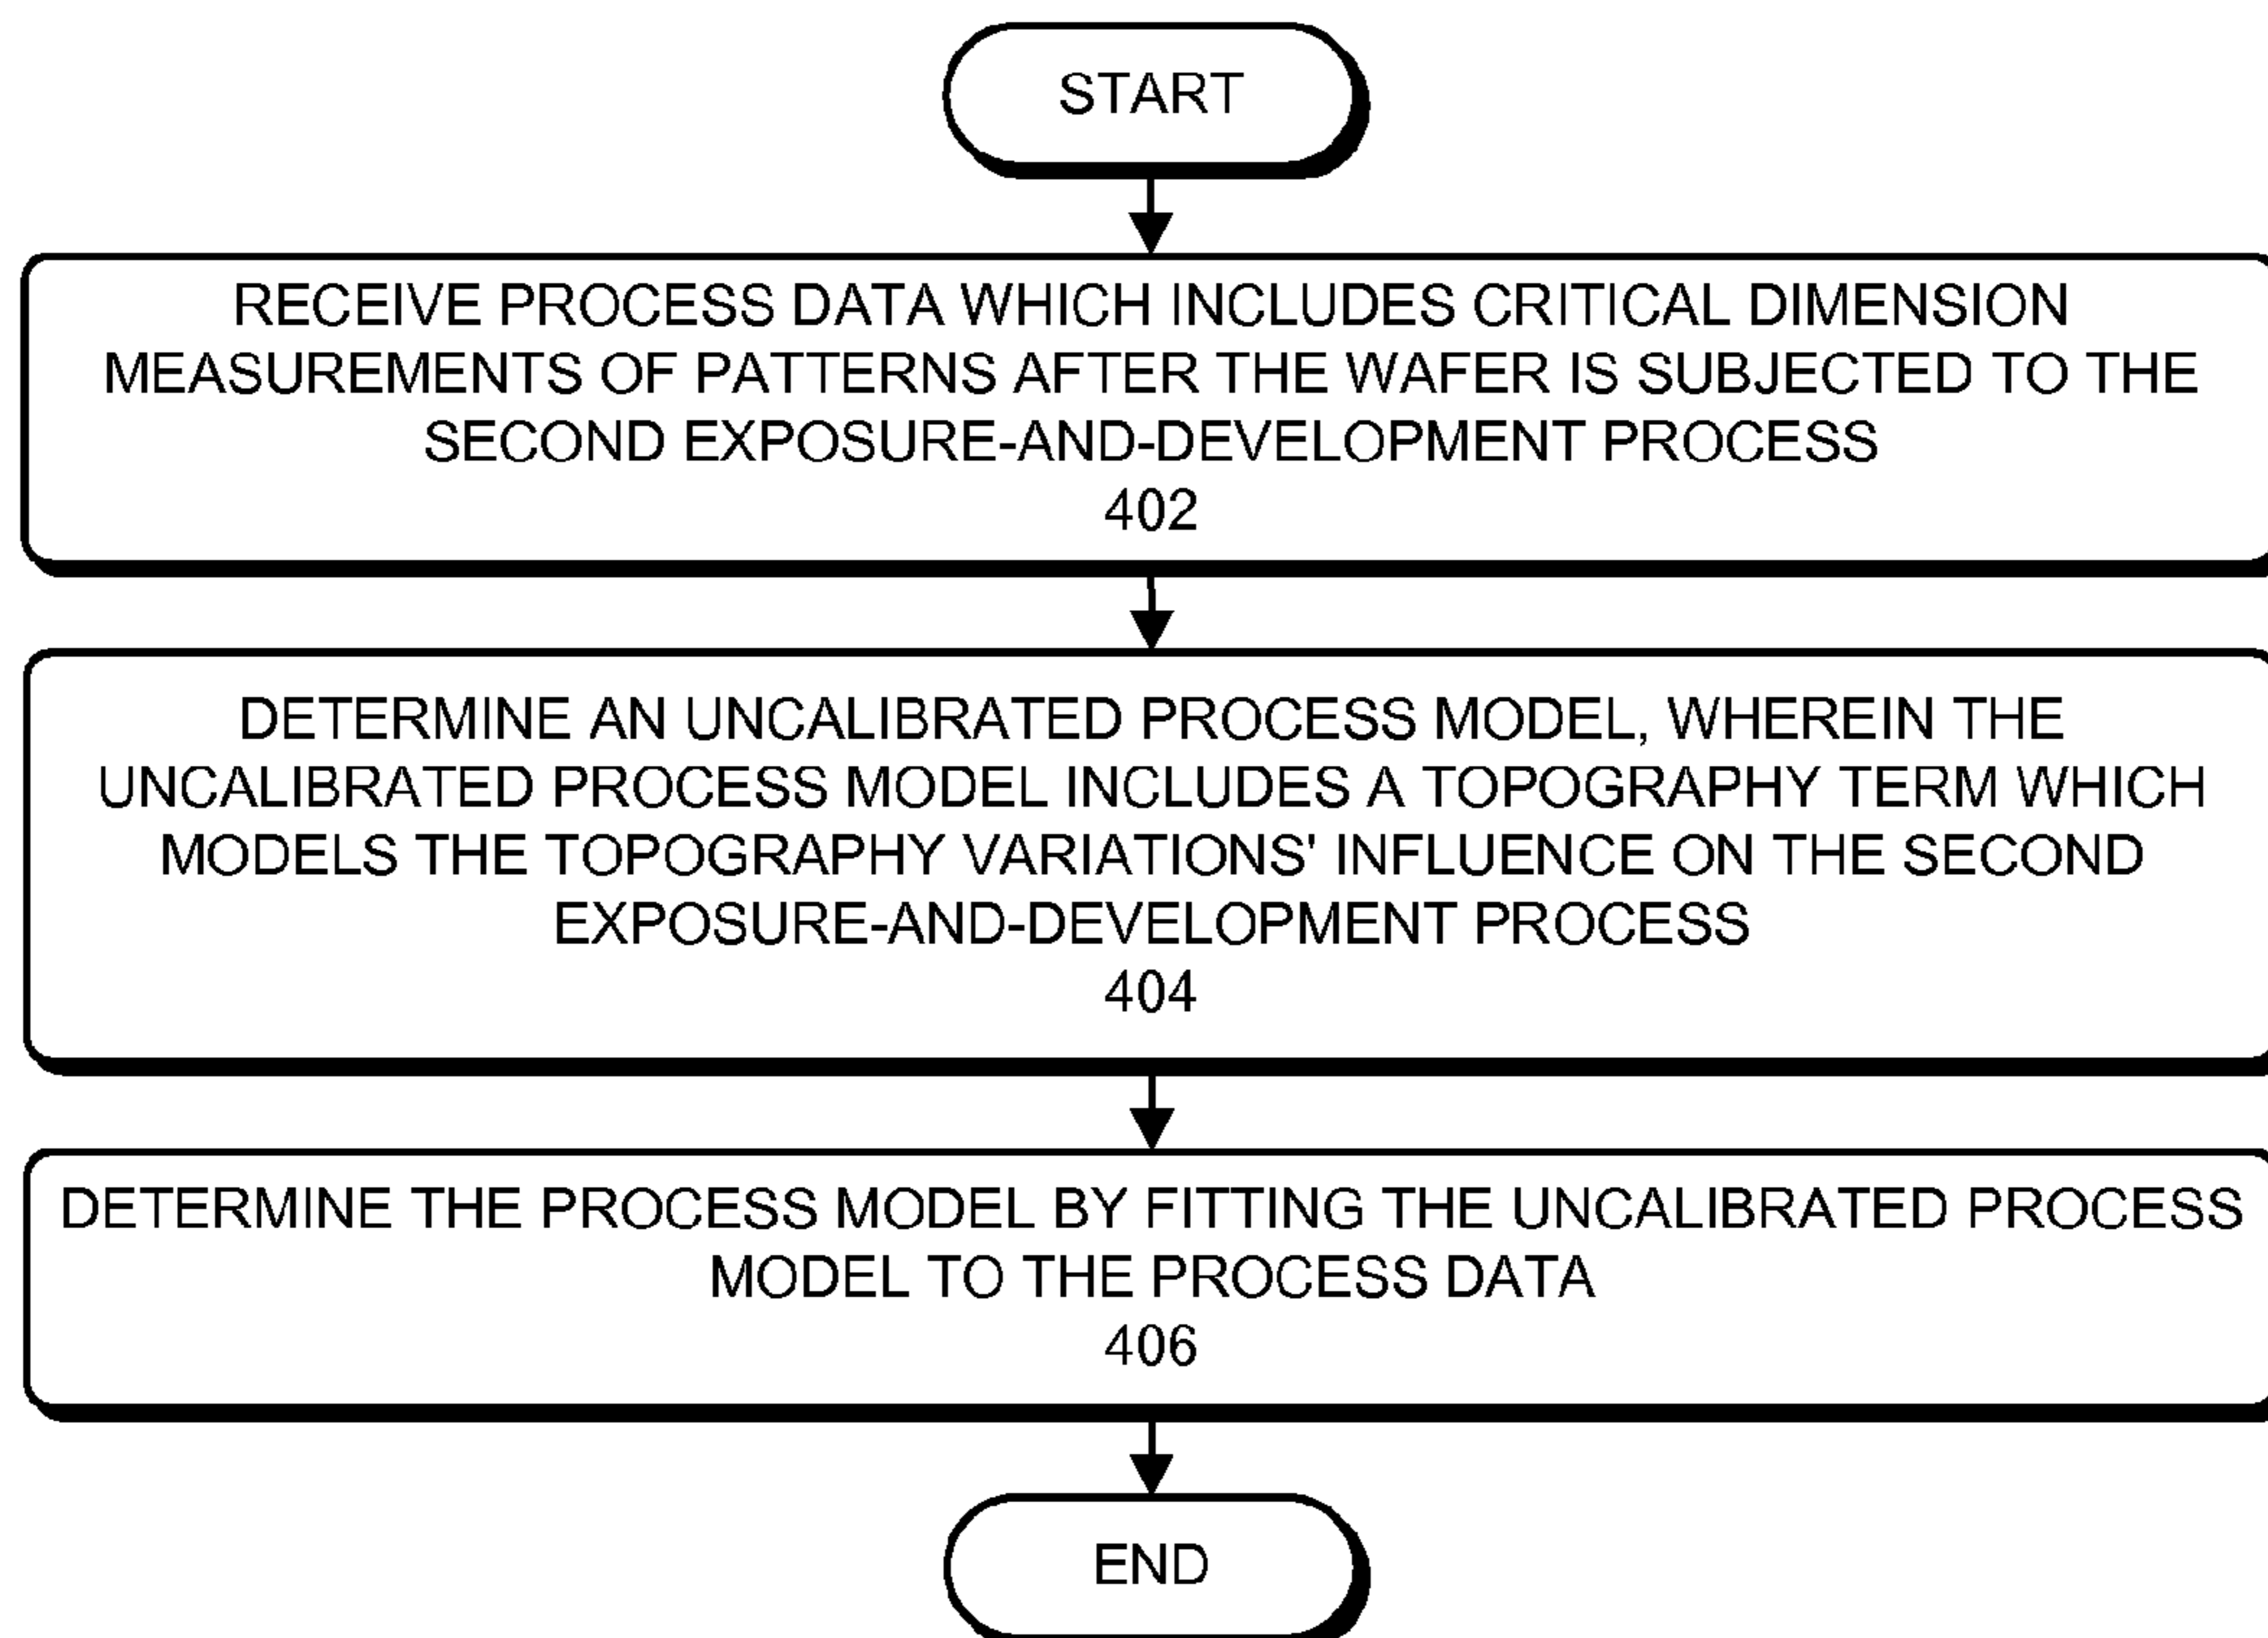 START
RECEIVE PROCESS DATA WHICH INCLUDES CRITICAL DIMENSION
MEASUREMENTS OF PATTERNS AFTER THE WAFER IS SUBJECTED TO THE
SECOND EXPOSURE-AND-DEVELOPMENT PROCESS
402
DETERMINE AN UNCALIBRATED PROCESS MODEL, WHEREIN THE
UNCALIBRATED PROCESS MODEL INCLUDES A TOPOGRAPHY TERM WHICH
MODELS THE TOPOGRAPHY VARIATIONS' INFLUENCE ON THE SECOND
EXPOSURE-AND-DEVELOPMENT PROCESS
404
DETERMINE THE PROCESS MODEL BY FITTING THE UNCALIBRATED PROCESS
MODEL TO THE PROCESS DATA
406
END